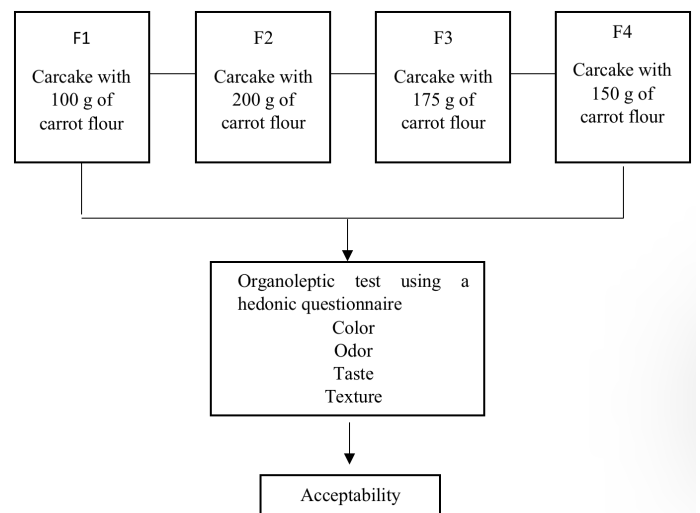 F1
Carcake with
100 g of
carrot flour
F2
Carcake with
200 g of
carrot flour
F3
Carcake with
175 g of
carrot flour
F4
Carcake with
150 g of
carrot flour
Organoleptic test using a
hedonic questionnaire
Color
Odor
Taste
Texture
Acceptability